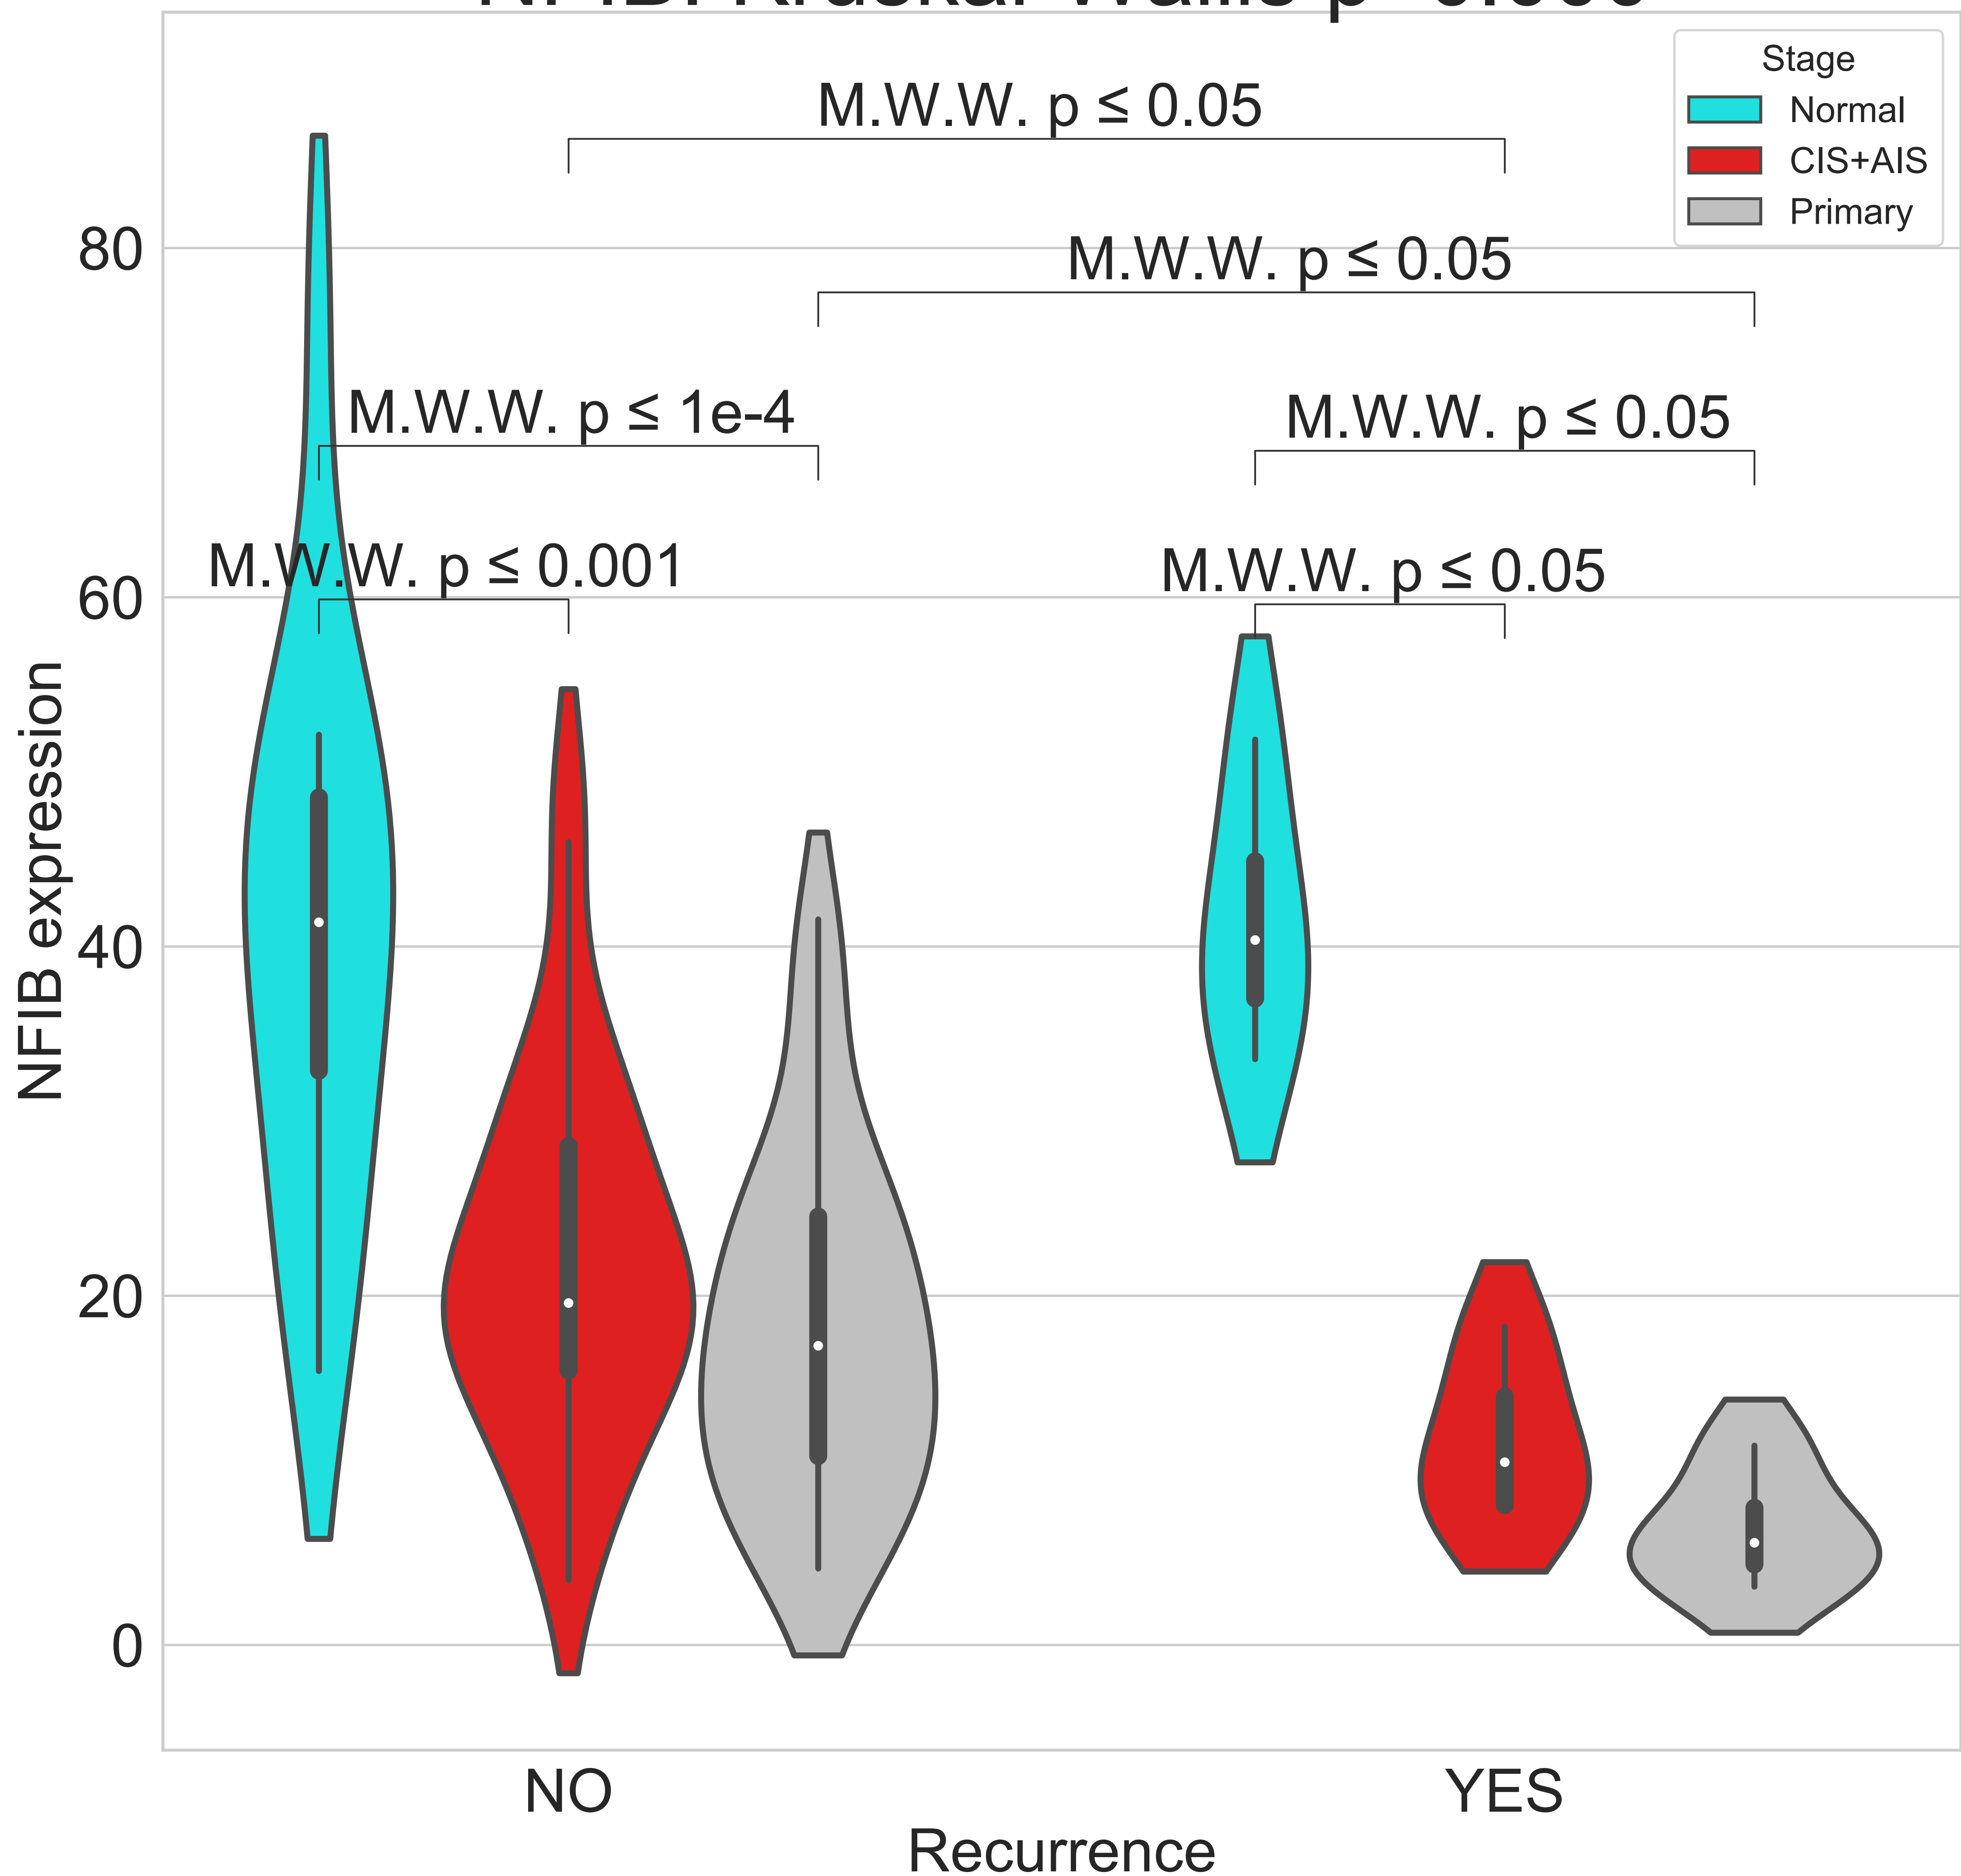 Stage
Normal
CIS+AIS
Primary
M.W.W. p ≤ 0.05
M.W.W. p ≤ 0.05
M.W.W. p ≤ 1e-4
M.W.W. p ≤ 0.05
M.W.W. p ≤ 0.001
M.W.W. p ≤ 0.05
80
60
40
20
0
NFIB expression
NO
YES
Recurrence